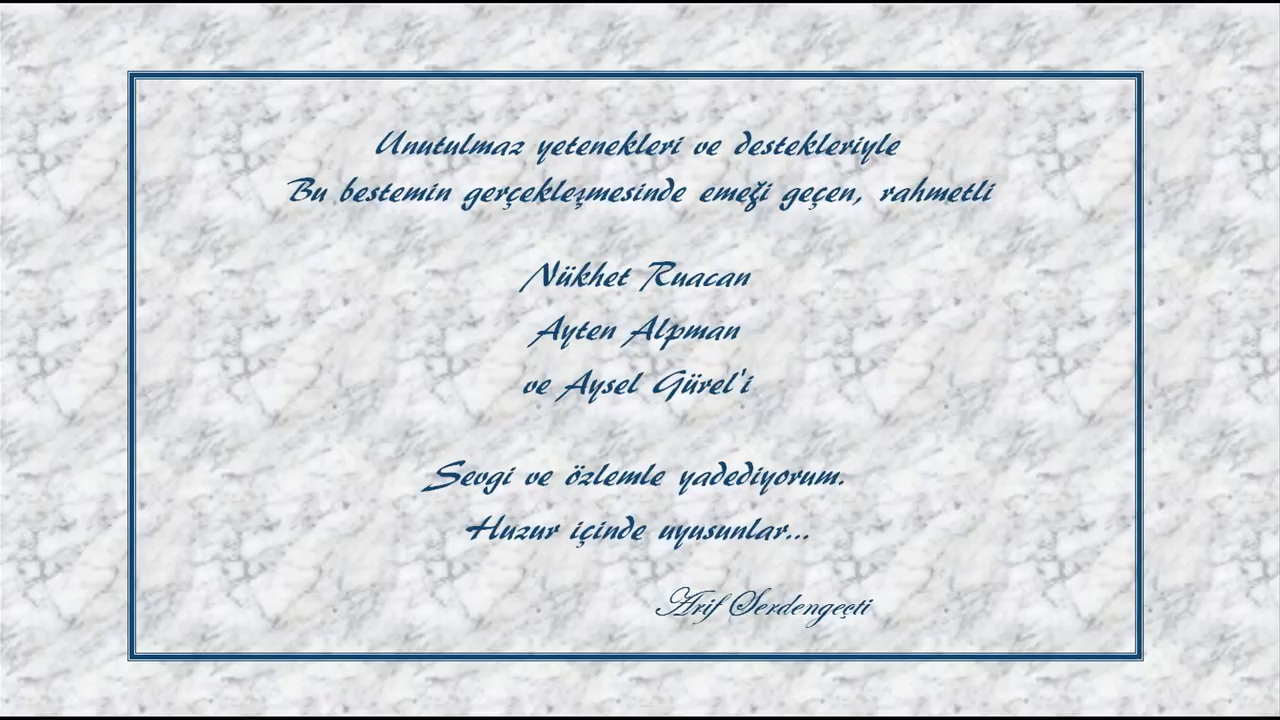 Unutulmaz yetenekleri ve destekleriyle
Bu bestemin gerçekleşmesinde emeği geçen, rahmetli
Nükhet Ruacan
Ayten Alpman
ve Aysel Gürel'i
Sevgi ve özlemle yadediyorum.
Huzur içinde uyusunlar...
Arif Serdengeçti